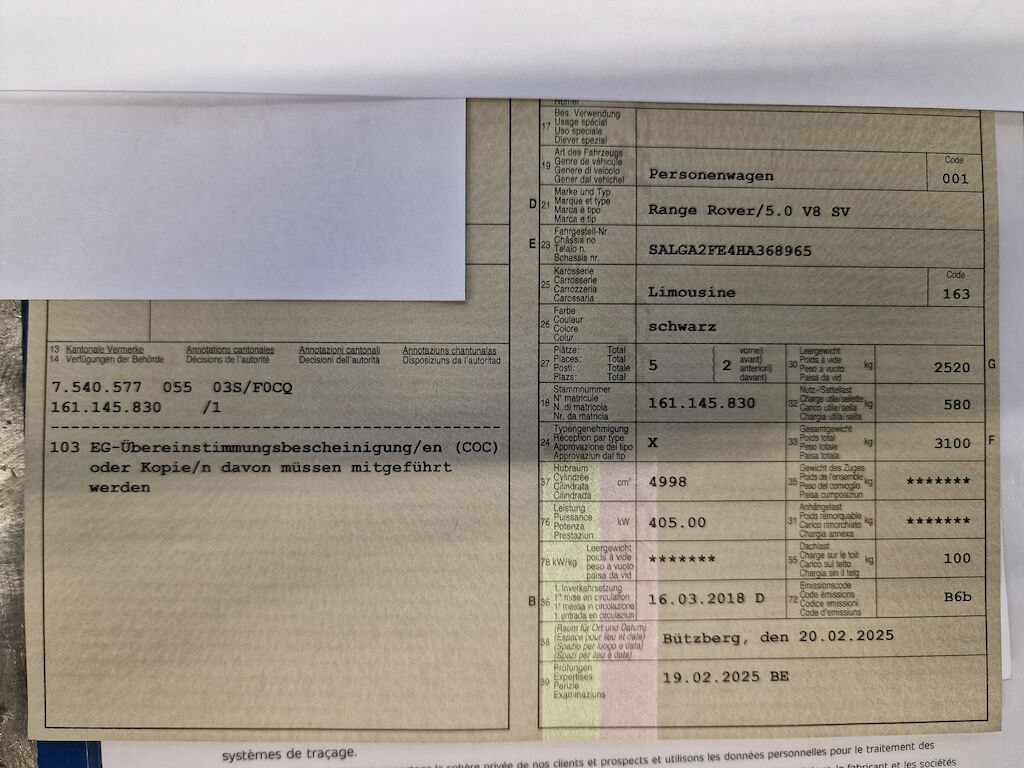 Numer
17 Bes. Verwendung
Usage spécial
Uso speciale
Diever spezial
19 Art des Fahrzeugs
Genre de véhicule
Genere di veicolo
Gener dal vehichel
Personenwagen
Code
001
D 21 Marke und Typ
Marque et type
Marca e tipo
Marca e tip
Range Rover/5.0 V8 SV
E 23 Fahrgestell-Nr.
Châssis no
Telaio n.
Schassis nr.
SALGA2FE4HA368965
25 Karosserie
Carrosserie
Carrozzeria
Carossaria
Limousine
Code
163
26 Farbe
Couleur
Colore
Colur
schwarz
27 Plätze: Total
Places: Total
Posti: Totale
Plazs: Totale
5
( vorne)
( 2 avant)
( anteriori)
( davant)
30 Leergewicht
Poids à vide
Peso a vuoto
Paisa da vid
kg
2520 G
18 Stammnummer
N° matricule
N. di matricola
Nr. da matricla
161.145.830
32 Nutz-/Sattellast
Charge utile/sellette
Carico utile/sella
Chargia utila/sella
kg
580
24 Typengenehmigung
Réception par type
Approvazione del tipo
Approvaziun dal tip
X
33 Gesamtgewicht
Poids total
Peso totale
Paisa totala
kg
3100 F
37 Hubraum
Cylindrée
Cilindrata
Cilindrada
cm³
4998
35 Gewicht des Zuges
Poids de l'ensemble
Peso del convoglio
Paisa cumposiziun
kg
*******
76 Leistung
Puissance
Potenza
Prestaziun
kW
405.00
31 Anhängelast
Poids remorquable
Carico rimorchiato
Chargia annexa
kg
*******
78 kW/kg
Leergewicht
poids à vide
peso a vuoto
paisa da vid
*******
55 Dachlast
Charge sur le toit
Carico sul tetto
Chargia sin il tetg
kg
100
B 36 1. Inverkehrsetzung
1re mise en circulation
1a messa in circolazione
1 entrada en circulaziun
16.03.2018 D
72 Emissionscode
Code émissions
Codice emissioni
Code d'emissiuns
B6b
38 (Raum für Ort und Datum)
(Espace pour lieu et date)
(Spazio per luogo e data)
(Spazi per lieu e data)
Bützberg, den 20.02.2025
39 Prüfungen
Expertises
Perizie
Examinaziuns
19.02.2025 BE
13 Kantonale Vermerke Annotations cantonales Annotazioni cantonali Annotaziuns chantunalas
14 Verfügungen der Behörde Décisions de l'autorité Decisioni dell'autorità Disposiziuns da l'autoritad
7.540.577 055 03S/F0CQ
161.145.830 /1
103 EG-Übereinstimmungsbescheinigung/en (COC)
oder Kopie/n davon müssen mitgeführt
werden
systèmes de traçage.
sphère privée de nos clients et prospects et utilisons les données personnelles pour le traitement des
le fabricant et les sociétés